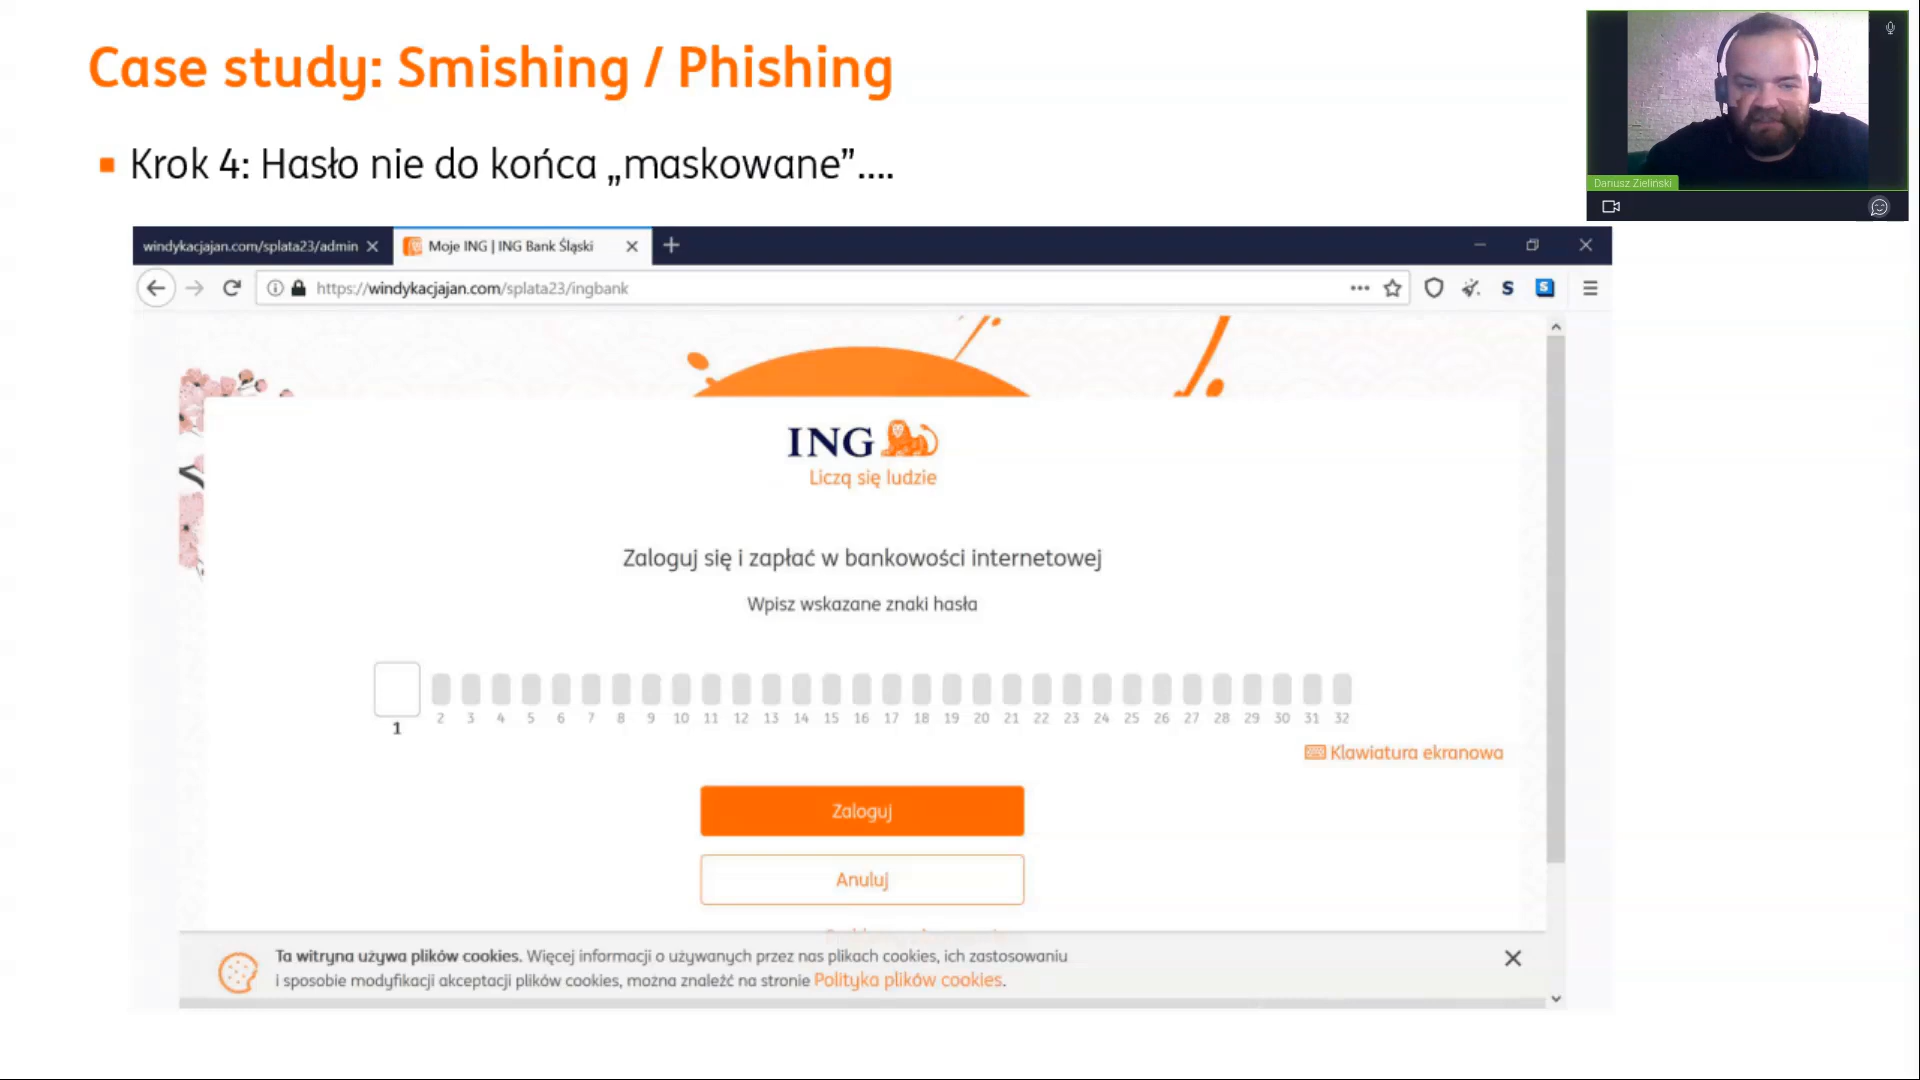 Case study: Smishing / Phishing
Krok 4: Hasło nie do końca „maskowane”....
Dariusz Zieliński
windykacjajan.com/splata23/admin
Moje ING | ING Bank Śląski
https://windykacjajan.com/splata23/ingbank
ING
Liczą się ludzie
Zaloguj się i zapłać w bankowości internetowej
Wpisz wskazane znaki hasła
1 2 3 4 5 6 7 8 9 10 11 12 13 14 15 16 17 18 19 20 21 22 23 24 25 26 27 28 29 30 31 32
Klawiatura ekranowa
Zaloguj
Anuluj
Ta witryna używa plików cookies. Więcej informacji o używanych przez nas plikach cookies, ich zastosowaniu
i sposobie modyfikacji akceptacji plików cookies, można znaleźć na stronie Polityka plików cookies.